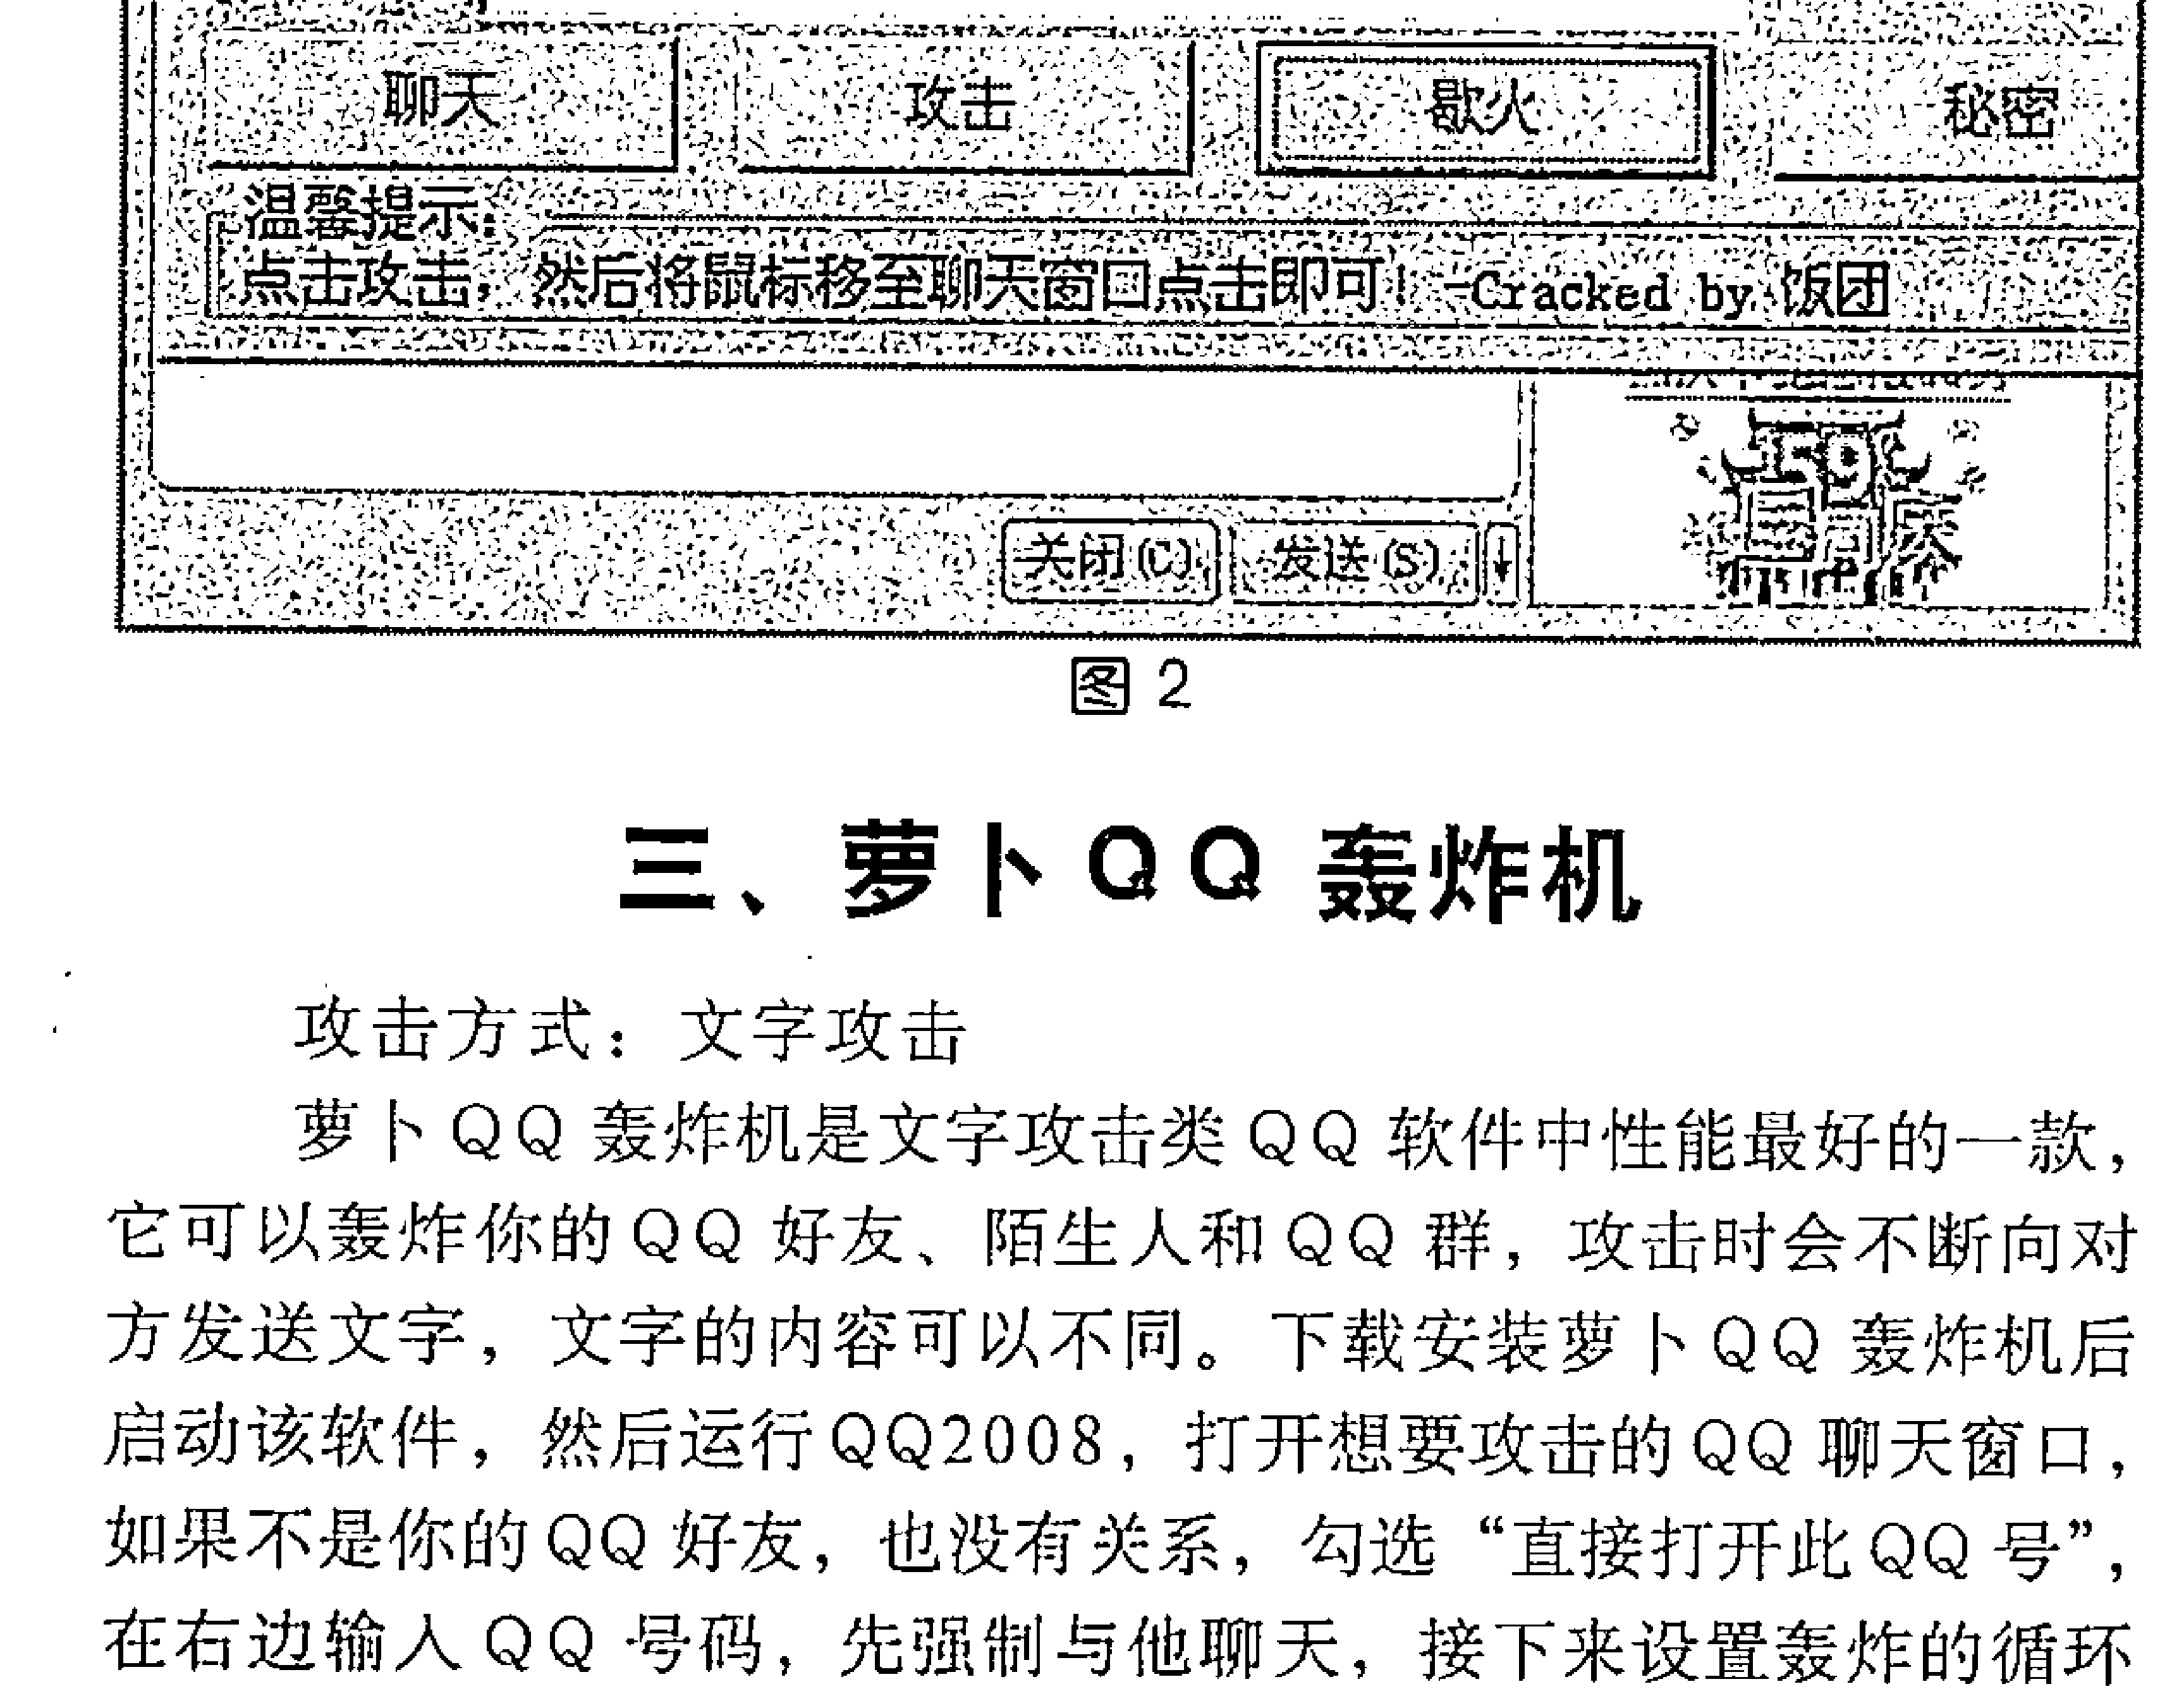 聊天 攻击 歇火 秘密
温馨提示:
点击攻击，然后将鼠标移至聊天窗口点击即可! -Cracked by 饭团
关闭(C) 发送(S) ↓
图 2
三、萝卜QQ 轰炸机
攻击方式：文字攻击
萝卜QQ 轰炸机是文字攻击类QQ 软件中性能最好的一款，
它可以轰炸你的QQ 好友、陌生人和QQ 群，攻击时会不断向对
方发送文字，文字的内容可以不同。下载安装萝卜QQ 轰炸机后
启动该软件，然后运行QQ2008，打开想要攻击的QQ 聊天窗口，
如果不是你的QQ 好友，也没有关系，勾选“直接打开此QQ 号”，
在右边输入QQ 号码，先强制与他聊天，接下来设置轰炸的循环